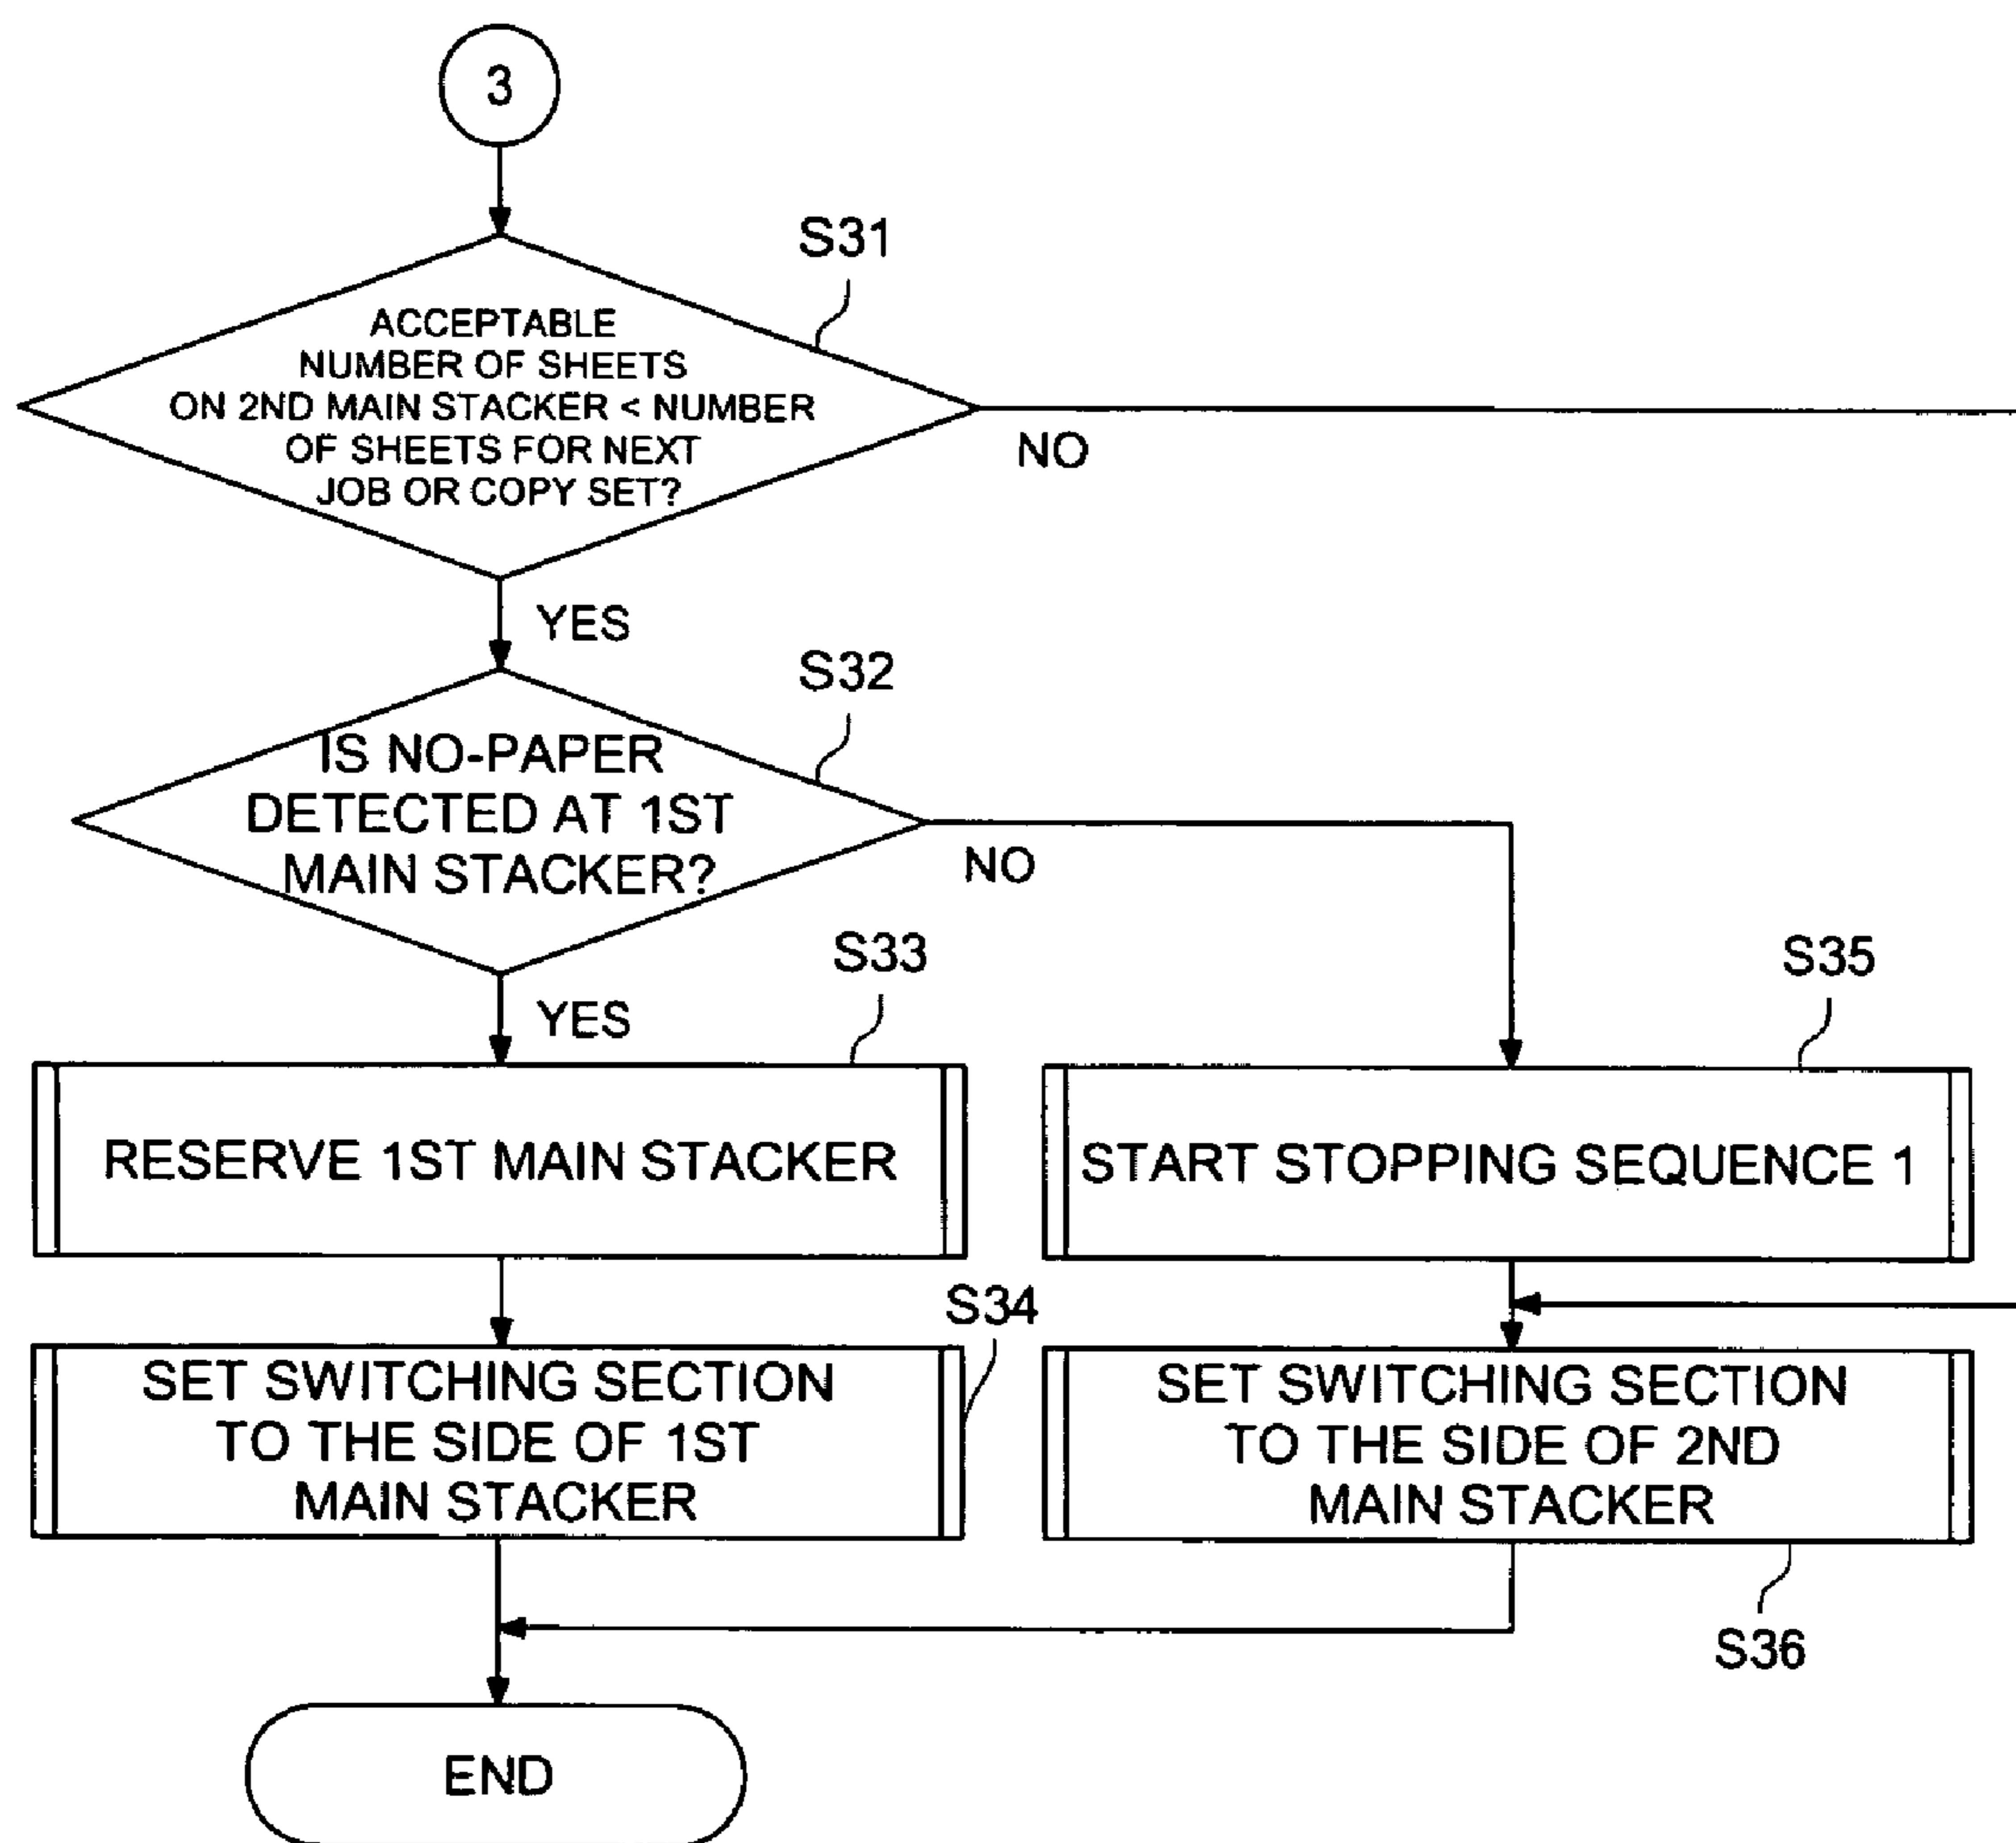 3
S31
ACCEPTABLE
NUMBER OF SHEETS
ON 2ND MAIN STACKER < NUMBER
OF SHEETS FOR NEXT
JOB OR COPY SET?
NO
YES
S32
IS NO-PAPER
DETECTED AT 1ST
MAIN STACKER?
NO
YES
S33
RESERVE 1ST MAIN STACKER
S35
START STOPPING SEQUENCE 1
S34
SET SWITCHING SECTION
TO THE SIDE OF 1ST
MAIN STACKER
SET SWITCHING SECTION
TO THE SIDE OF 2ND
MAIN STACKER
S36
END